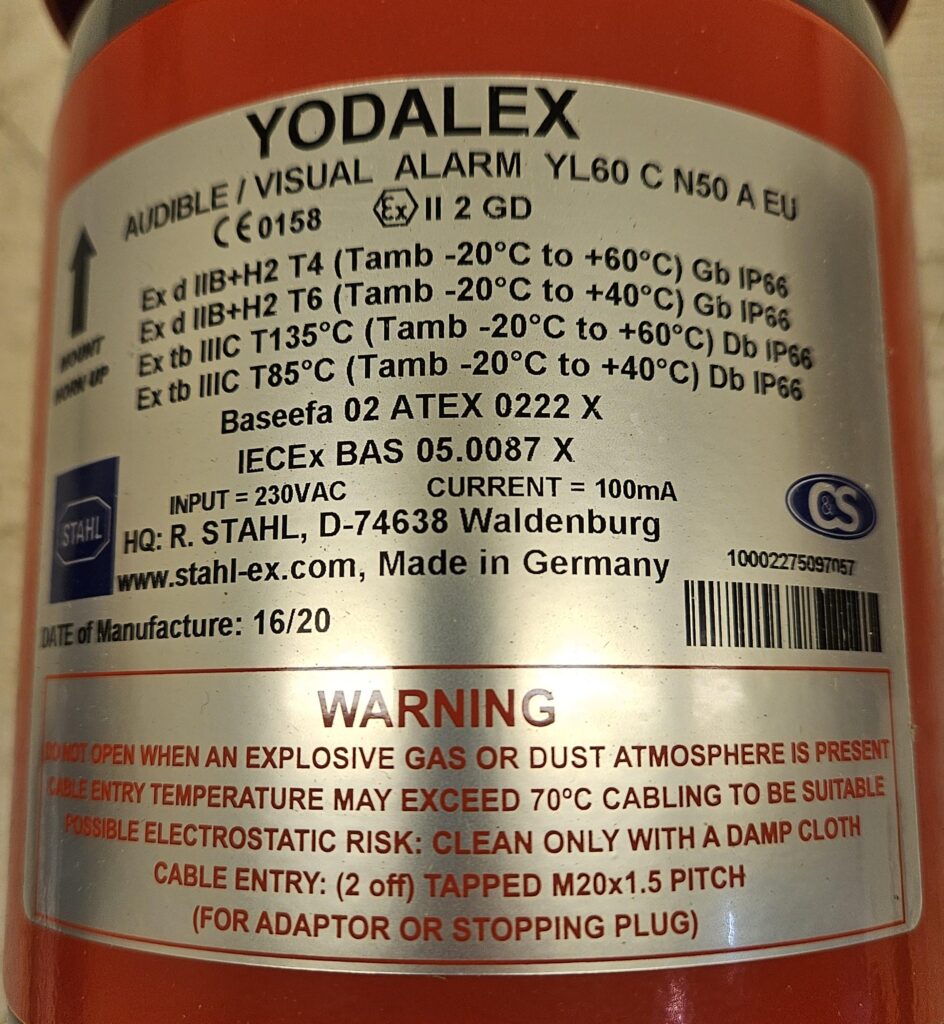 YODALEX
AUDIBLE / VISUAL ALARM YL60 C N50 A EU
CE0158 Ex II 2 GD
Ex d IIB+H2 T4 (Tamb -20°C to +60°C) Gb IP66
Ex d IIB+H2 T6 (Tamb -20°C to +40°C) Gb IP66
Ex tb IIIC T135°C (Tamb -20°C to +60°C) Db IP66
Ex tb IIIC T85°C (Tamb -20°C to +40°C) Db IP66
MOUNT
HORN UP
Baseefa 02 ATEX 0222 X
IECEx BAS 05.0087 X
INPUT = 230VAC CURRENT = 100mA
STAHL
HQ: R. STAHL, D-74638 Waldenburg
C&S
www.stahl-ex.com, Made in Germany
10002275097057
DATE of Manufacture: 16/20
WARNING
DO NOT OPEN WHEN AN EXPLOSIVE GAS OR DUST ATMOSPHERE IS PRESENT
CABLE ENTRY TEMPERATURE MAY EXCEED 70°C CABLING TO BE SUITABLE
POSSIBLE ELECTROSTATIC RISK: CLEAN ONLY WITH A DAMP CLOTH
CABLE ENTRY: (2 off) TAPPED M20x1.5 PITCH
(FOR ADAPTOR OR STOPPING PLUG)